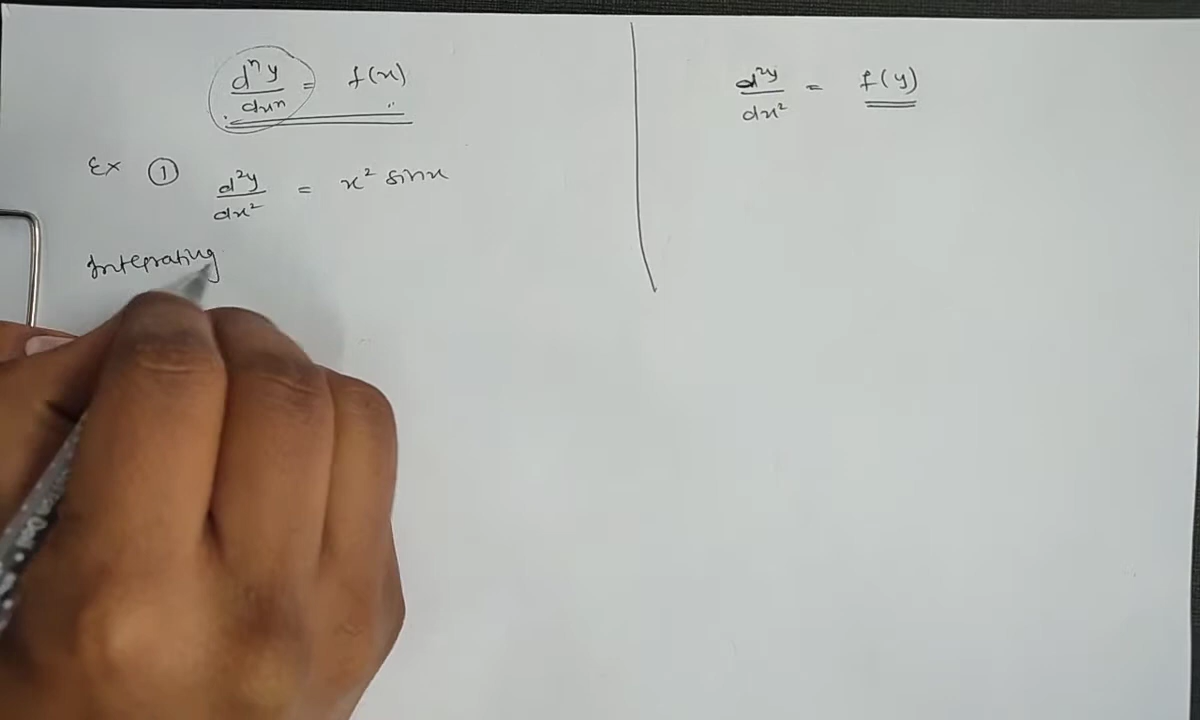 dⁿy/dxⁿ = f(x)
Ex ① d²y/dx² = x² sinx
Integrating
d²y/dx² = f(y)